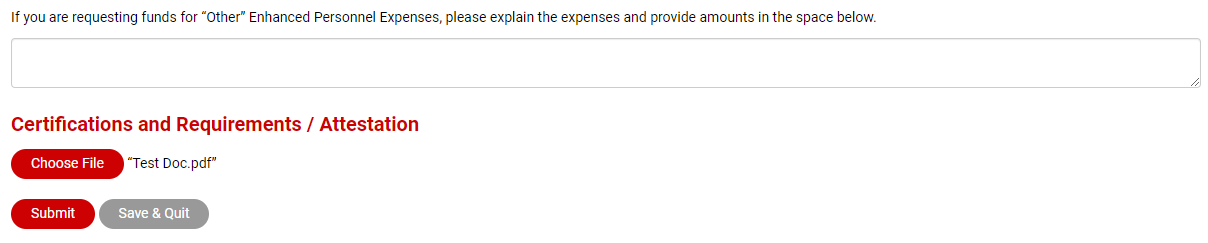 If you are requesting funds for “Other” Enhanced Personnel Expenses, please explain the expenses and provide amounts in the space below.
Certifications and Requirements / Attestation
Choose File “Test Doc.pdf”
Submit Save & Quit